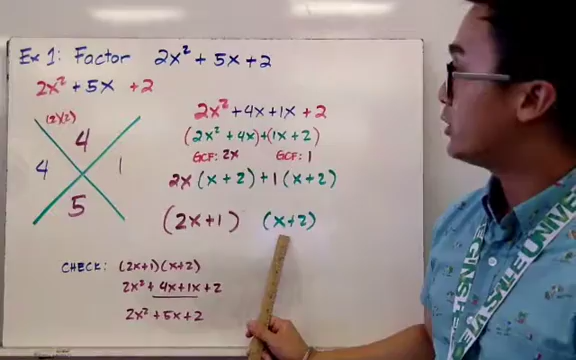 Ex 1: Factor 2x² + 5x + 2
2x² + 5x + 2
(2)(2)
4
4 1
5
2x² + 4x + 1x + 2
(2x² + 4x) + (1x + 2)
GCF: 2x GCF: 1
2x (x + 2) + 1 (x + 2)
(2x + 1) (x + 2)
CHECK: (2x+1)(x+2)
2x² + 4x + 1x + 2
2x² + 5x + 2
UNIVE